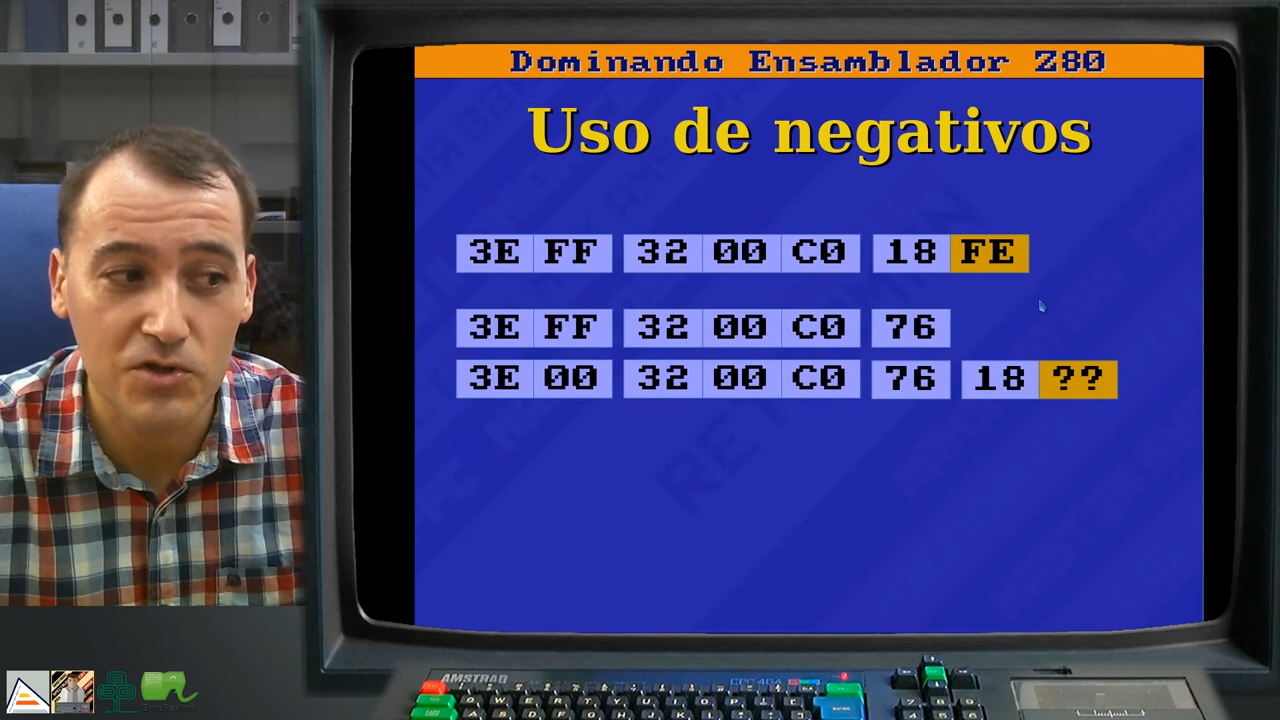 Dominando Ensamblador Z80
Uso de negativos
3E FF 32 00 C0 18 FE
3E FF 32 00 C0 76
3E 00 32 00 C0 76 18 ??
AMSTRAD